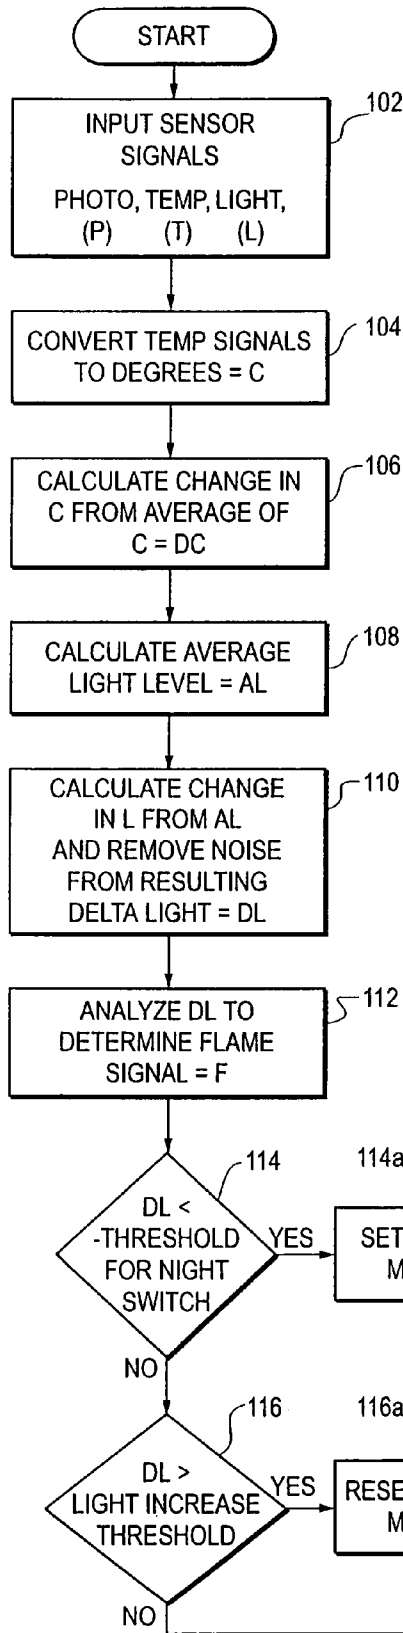 START
102
INPUT SENSOR
SIGNALS
PHOTO, TEMP, LIGHT,
(P) (T) (L)
104
CONVERT TEMP SIGNALS
TO DEGREES = C
106
CALCULATE CHANGE IN
C FROM AVERAGE OF
C = DC
108
CALCULATE AVERAGE
LIGHT LEVEL = AL
110
CALCULATE CHANGE
IN L FROM AL
AND REMOVE NOISE
FROM RESULTING
DELTA LIGHT = DL
112
ANALYZE DL TO
DETERMINE FLAME
SIGNAL = F
114
114a
DL <
-THRESHOLD
FOR NIGHT
SWITCH
YES
SET
M
NO
116
116a
DL >
LIGHT INCREASE
THRESHOLD
YES
RESE
M
NO